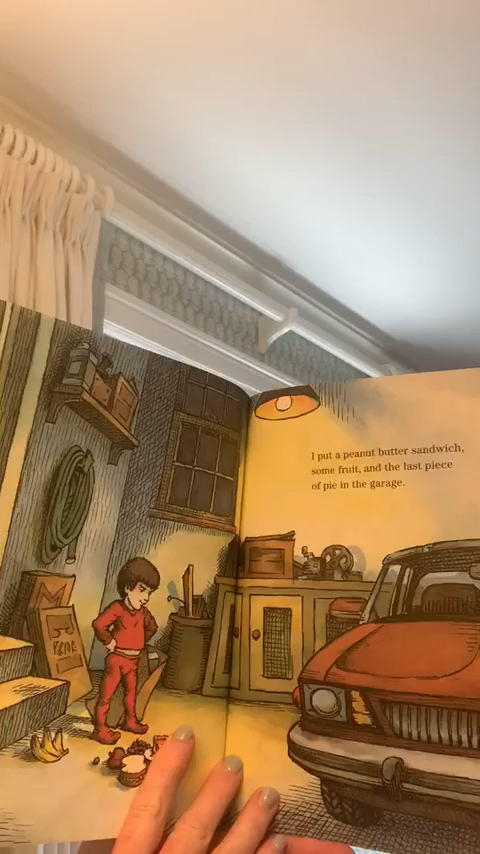 I put a peanut butter sandwich,
some fruit, and the last piece
of pie in the garage.